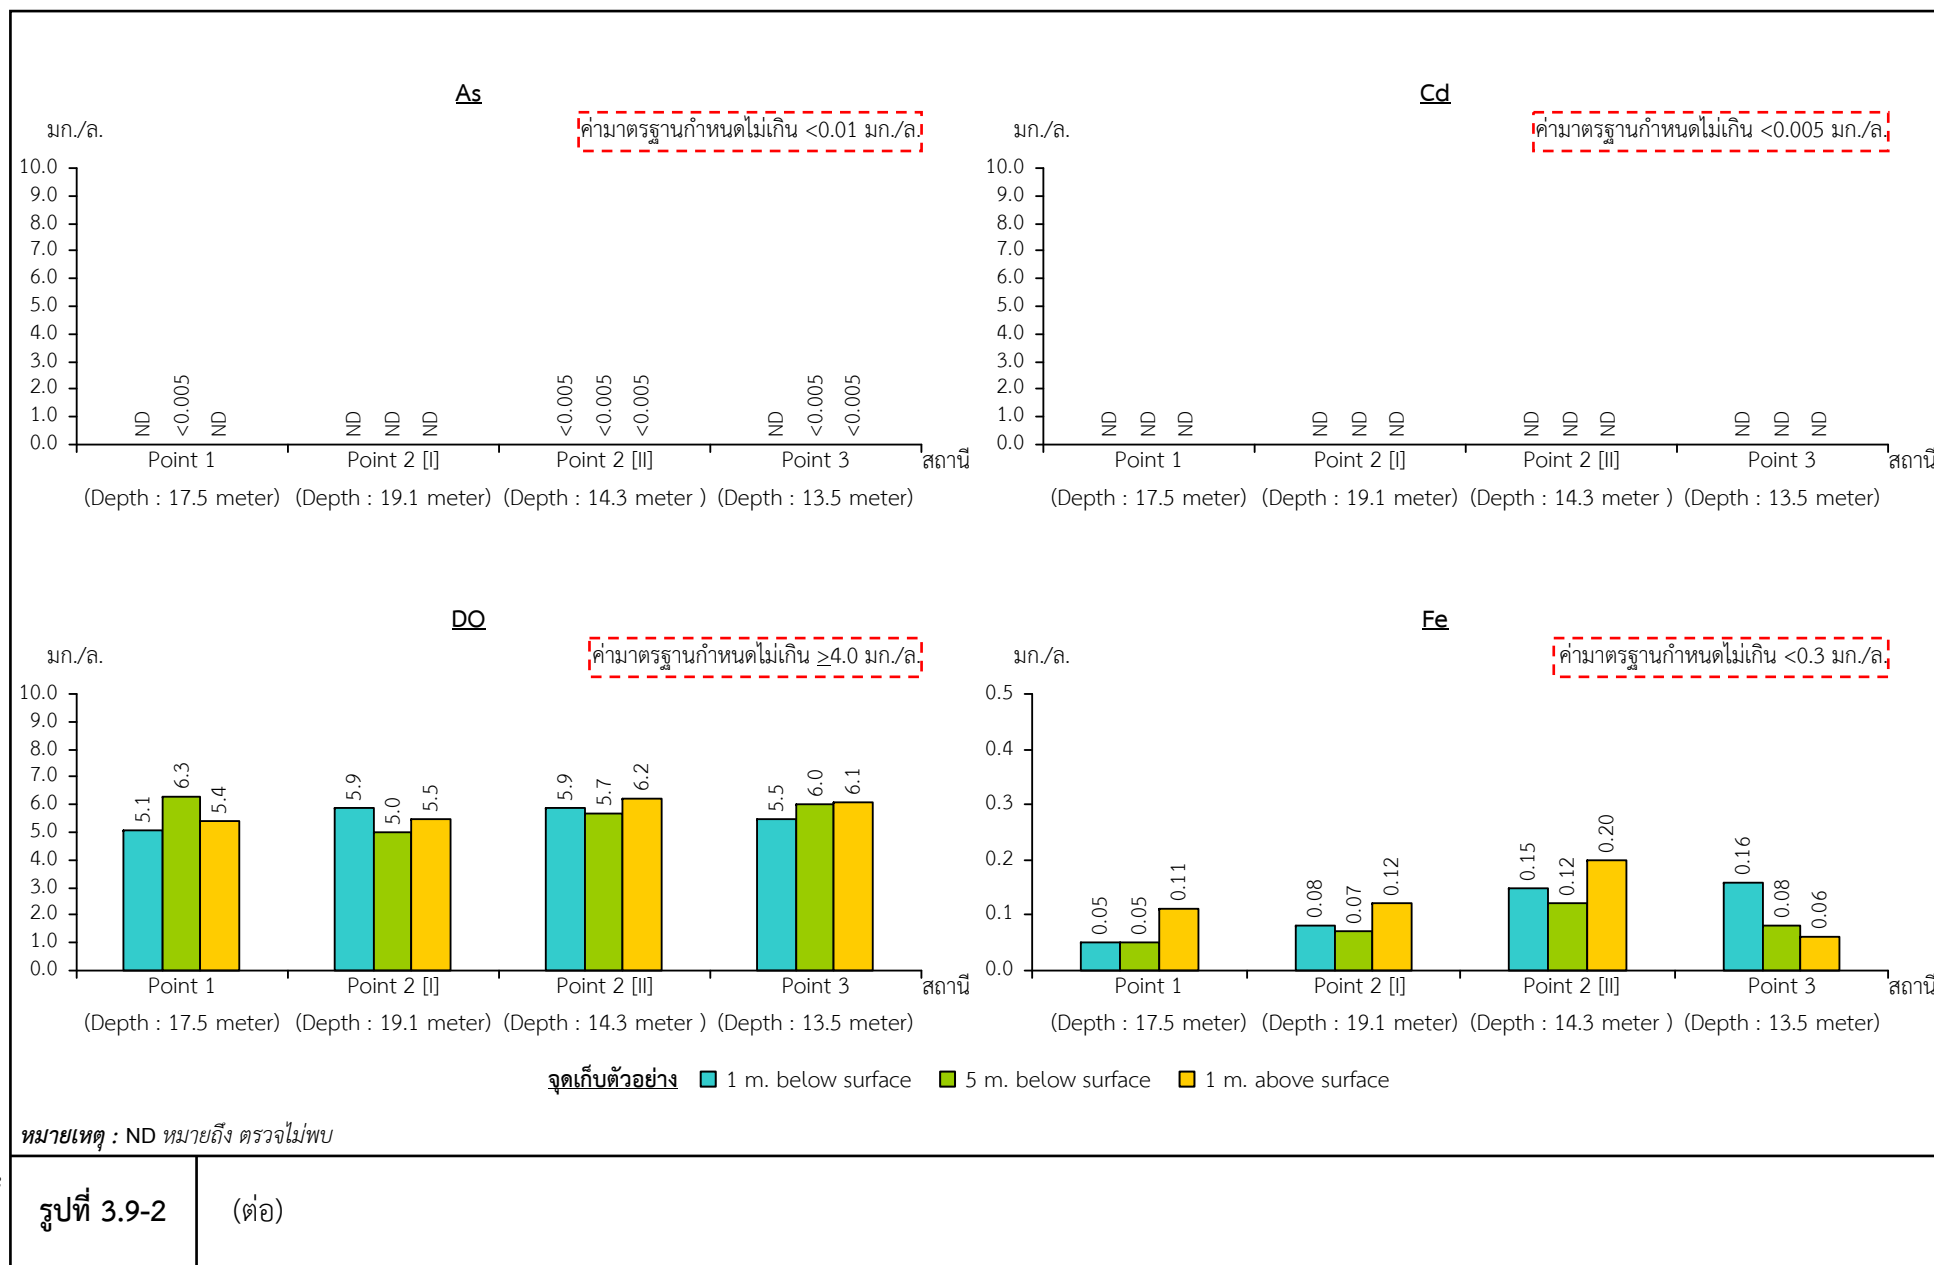 As
มก./ล.
ค่ามาตรฐานกำหนดไม่เกิน <0.01 มก./ล.
10.0
9.0
8.0
7.0
6.0
5.0
4.0
3.0
2.0
1.0
0.0
ND <0.005 ND ND ND ND <0.005 <0.005 <0.005 ND <0.005 <0.005
Point 1 Point 2 [I] Point 2 [II] Point 3 สถานี
(Depth : 17.5 meter) (Depth : 19.1 meter) (Depth : 14.3 meter ) (Depth : 13.5 meter)
Cd
มก./ล.
ค่ามาตรฐานกำหนดไม่เกิน <0.005 มก./ล.
10.0
9.0
8.0
7.0
6.0
5.0
4.0
3.0
2.0
1.0
0.0
ND ND ND ND ND ND ND ND ND ND ND ND
Point 1 Point 2 [I] Point 2 [II] Point 3 สถานี
(Depth : 17.5 meter) (Depth : 19.1 meter) (Depth : 14.3 meter ) (Depth : 13.5 meter)
DO
มก./ล.
ค่ามาตรฐานกำหนดไม่เกิน ≥4.0 มก./ล.
10.0
9.0
8.0
7.0
6.0
5.0
4.0
3.0
2.0
1.0
0.0
5.1 6.3 5.4 5.9 5.0 5.5 5.9 5.7 6.2 5.5 6.0 6.1
Point 1 Point 2 [I] Point 2 [II] Point 3 สถานี
(Depth : 17.5 meter) (Depth : 19.1 meter) (Depth : 14.3 meter ) (Depth : 13.5 meter)
Fe
มก./ล.
ค่ามาตรฐานกำหนดไม่เกิน <0.3 มก./ล.
0.5
0.4
0.3
0.2
0.1
0.0
0.05 0.05 0.11 0.08 0.07 0.12 0.15 0.12 0.20 0.16 0.08 0.06
Point 1 Point 2 [I] Point 2 [II] Point 3 สถานี
(Depth : 17.5 meter) (Depth : 19.1 meter) (Depth : 14.3 meter ) (Depth : 13.5 meter)
จุดเก็บตัวอย่าง 1 m. below surface 5 m. below surface 1 m. above surface
หมายเหตุ : ND หมายถึง ตรวจไม่พบ
รูปที่ 3.9-2 (ต่อ)